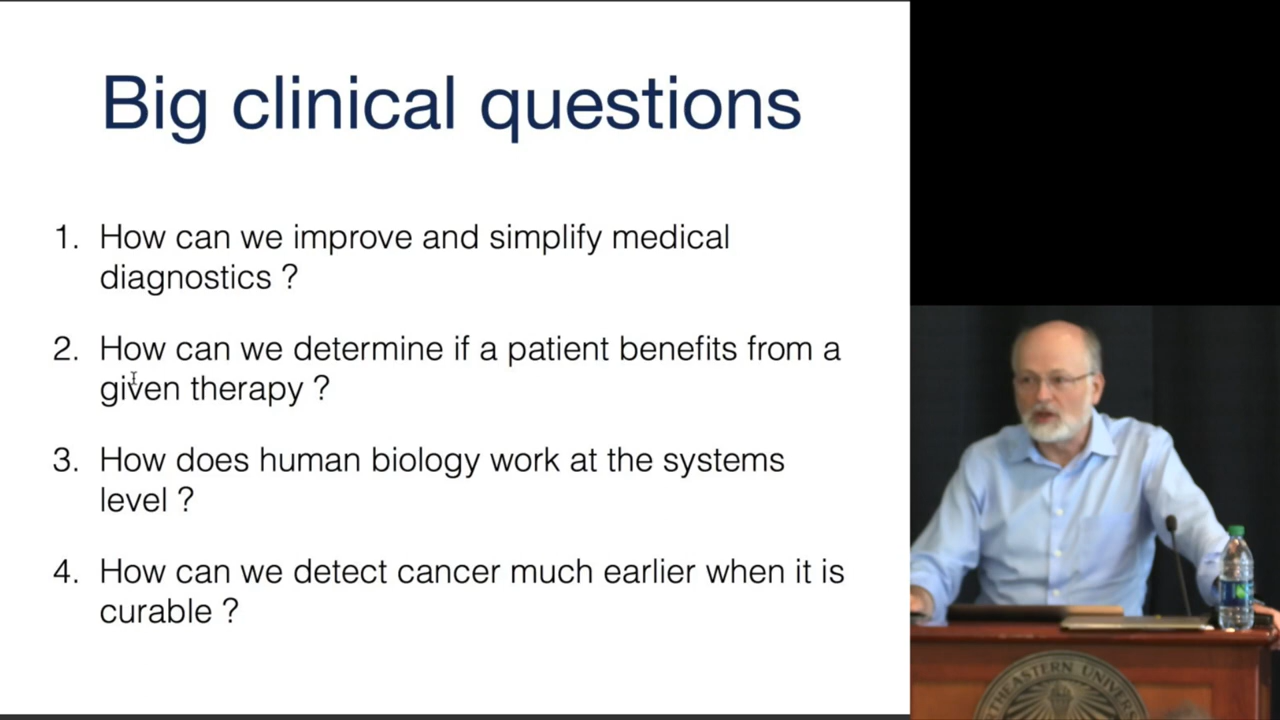 Big clinical questions
1. How can we improve and simplify medical
diagnostics ?
2. How can we determine if a patient benefits from a
given therapy ?
3. How does human biology work at the systems
level ?
4. How can we detect cancer much earlier when it is
curable ?
EASTERN UNIVER